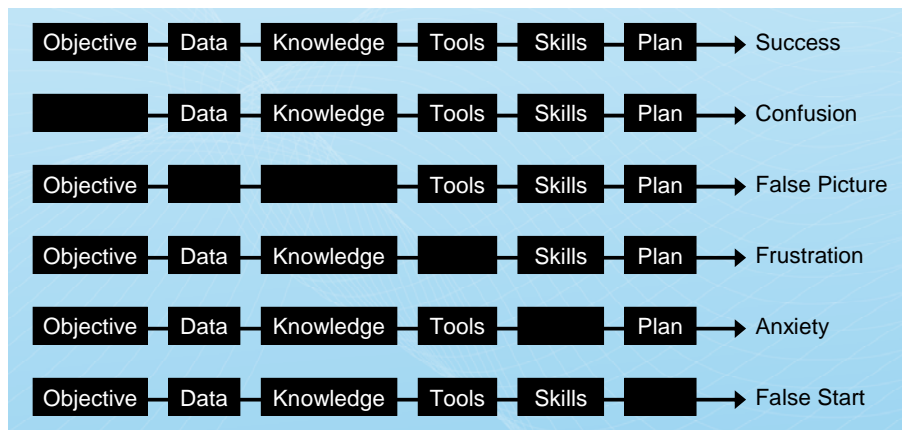 Objective Data Knowledge Tools Skills Plan Success
Data Knowledge Tools Skills Plan Confusion
Objective Tools Skills Plan False Picture
Objective Data Knowledge Skills Plan Frustration
Objective Data Knowledge Tools Plan Anxiety
Objective Data Knowledge Tools Skills False Start